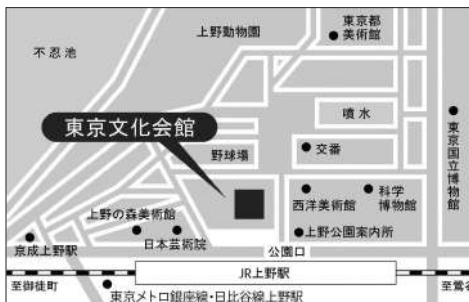 東京都
美術館
上野動物園
不忍池
噴水
東京文化会館
野球場
交番
東京国立博物館
西洋美術館
科学
博物館
上野の森美術館
日本芸術院
上野公園案内所
京成上野駅
公園口
JR上野駅
至御徒町
至鶯谷
東京メトロ銀座線・日比谷線上野駅